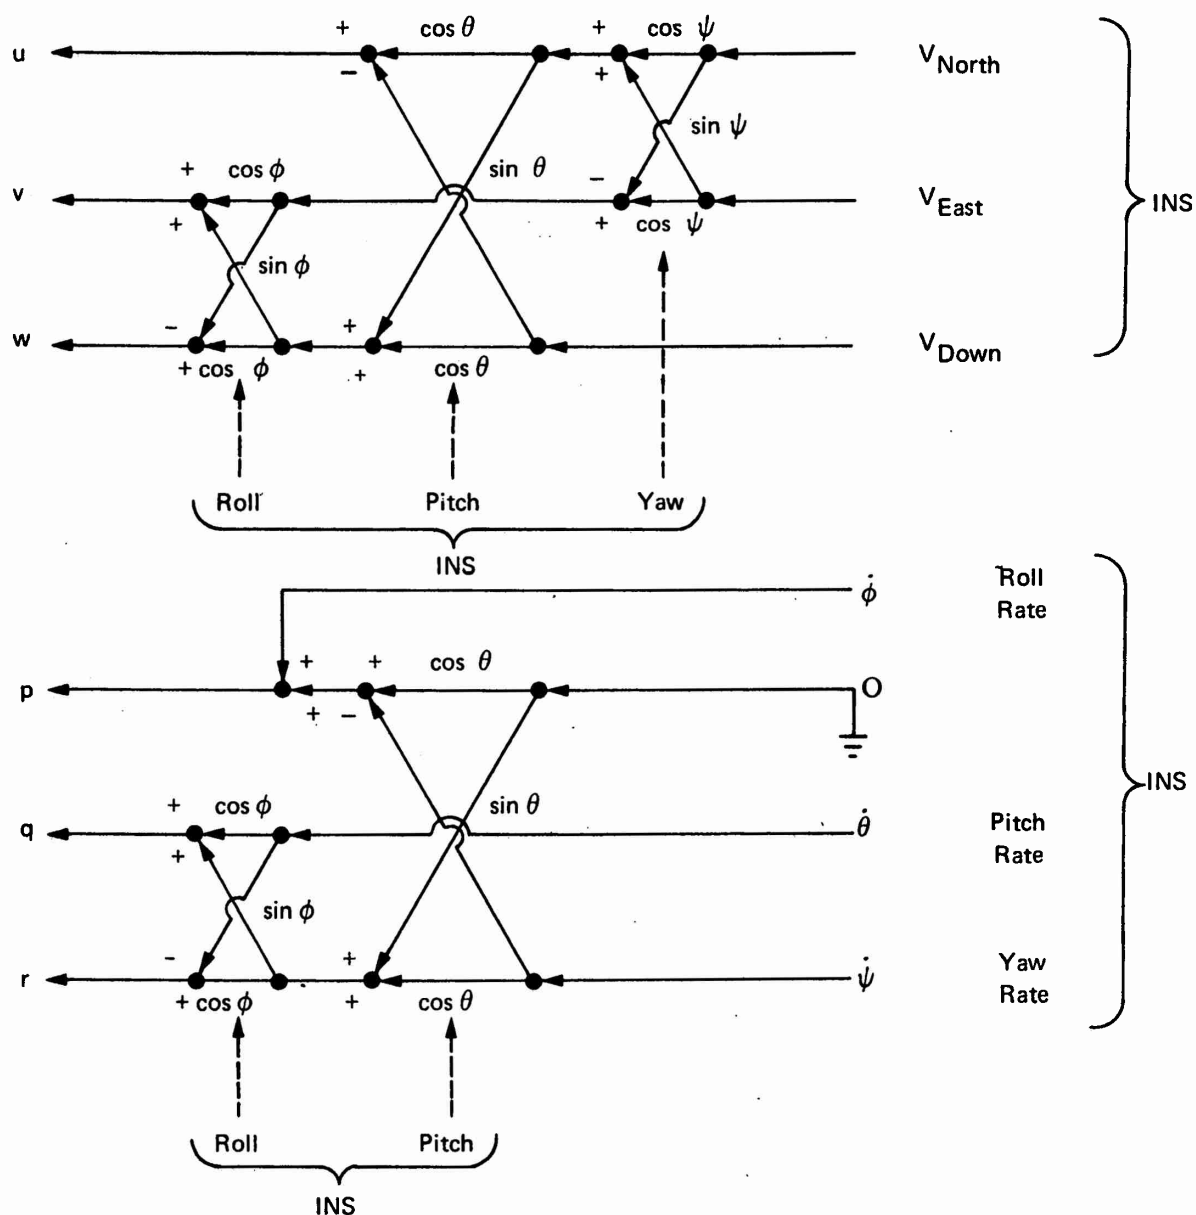 + cos θ + cos ψ
u V North
− +
sin ψ
+ cos φ sin θ −
v V East INS
+ + cos ψ
sin φ
− +
w V Down
+ cos φ + cos θ
Roll Pitch Yaw
INS
φ̇ Roll Rate
+ + cos θ
p O
+ −
+ cos φ sin θ INS
q θ̇ Pitch Rate
+
sin φ
− +
r ψ̇ Yaw Rate
+ cos φ + cos θ
Roll Pitch
INS